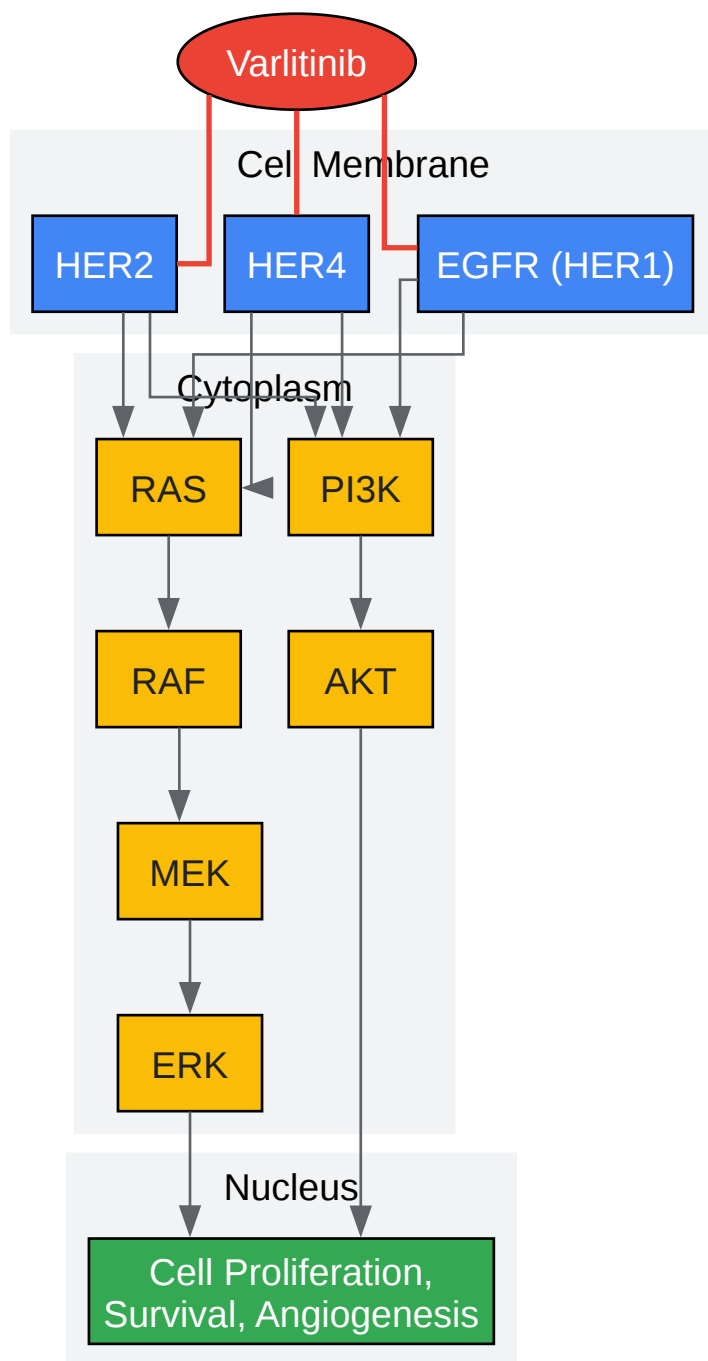 Varlitinib
Cell Membrane
HER2
HER4
EGFR (HER1)
Cytoplasm
RAS
PI3K
RAF
AKT
MEK
ERK
Nucleus
Cell Proliferation,
Survival, Angiogenesis